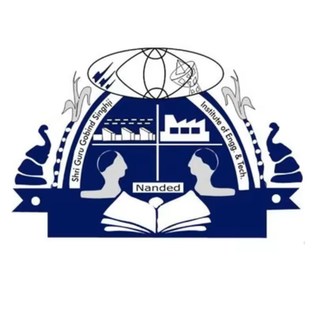 Shri Guru Gobind Singhji
Institute of Engg. & Tech.
Nanded